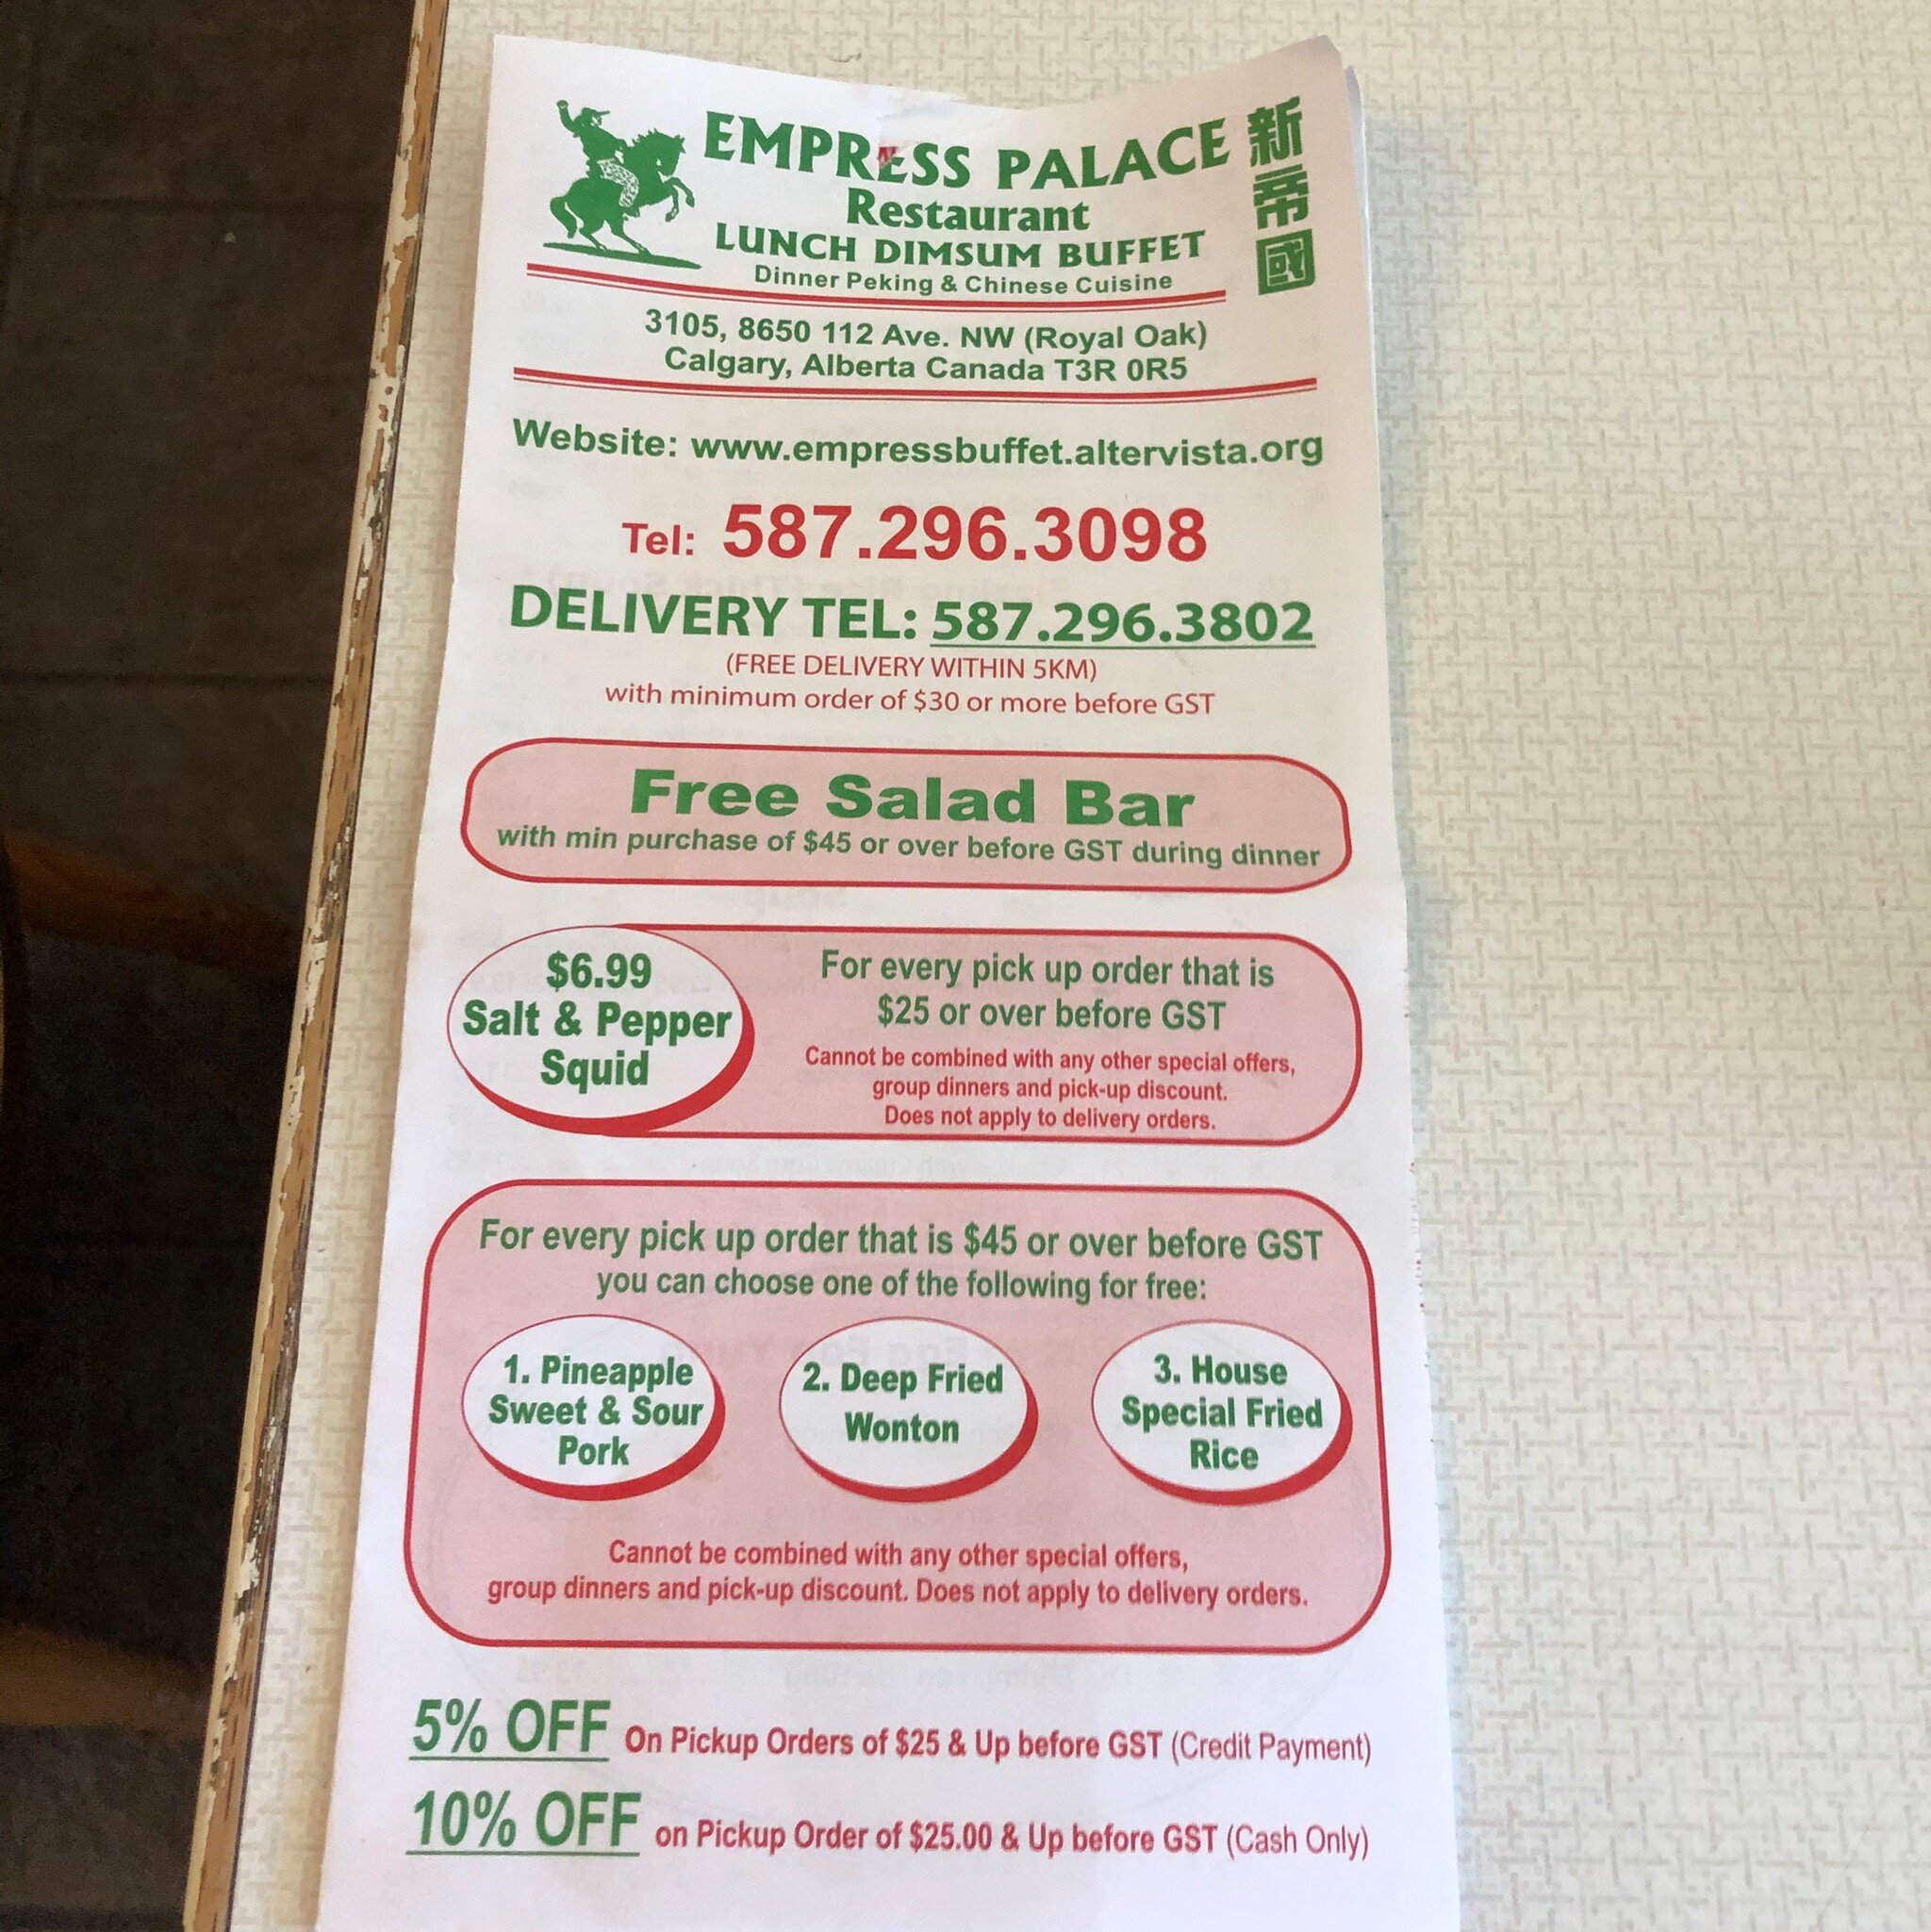 EMPRESS PALACE
新帝國
Restaurant
LUNCH DIMSUM BUFFET
Dinner Peking & Chinese Cuisine
3105, 8650 112 Ave. NW (Royal Oak)
Calgary, Alberta Canada T3R 0R5
Website: www.empressbuffet.altervista.org
Tel: 587.296.3098
DELIVERY TEL: 587.296.3802
(FREE DELIVERY WITHIN 5KM)
with minimum order of $30 or more before GST
Free Salad Bar
with min purchase of $45 or over before GST during dinner
$6.99
Salt & Pepper
Squid
For every pick up order that is
$25 or over before GST
Cannot be combined with any other special offers,
group dinners and pick-up discount.
Does not apply to delivery orders.
For every pick up order that is $45 or over before GST
you can choose one of the following for free:
1. Pineapple
Sweet & Sour
Pork
2. Deep Fried
Wonton
3. House
Special Fried
Rice
Cannot be combined with any other special offers,
group dinners and pick-up discount. Does not apply to delivery orders.
5% OFF On Pickup Orders of $25 & Up before GST (Credit Payment)
10% OFF on Pickup Order of $25.00 & Up before GST (Cash Only)